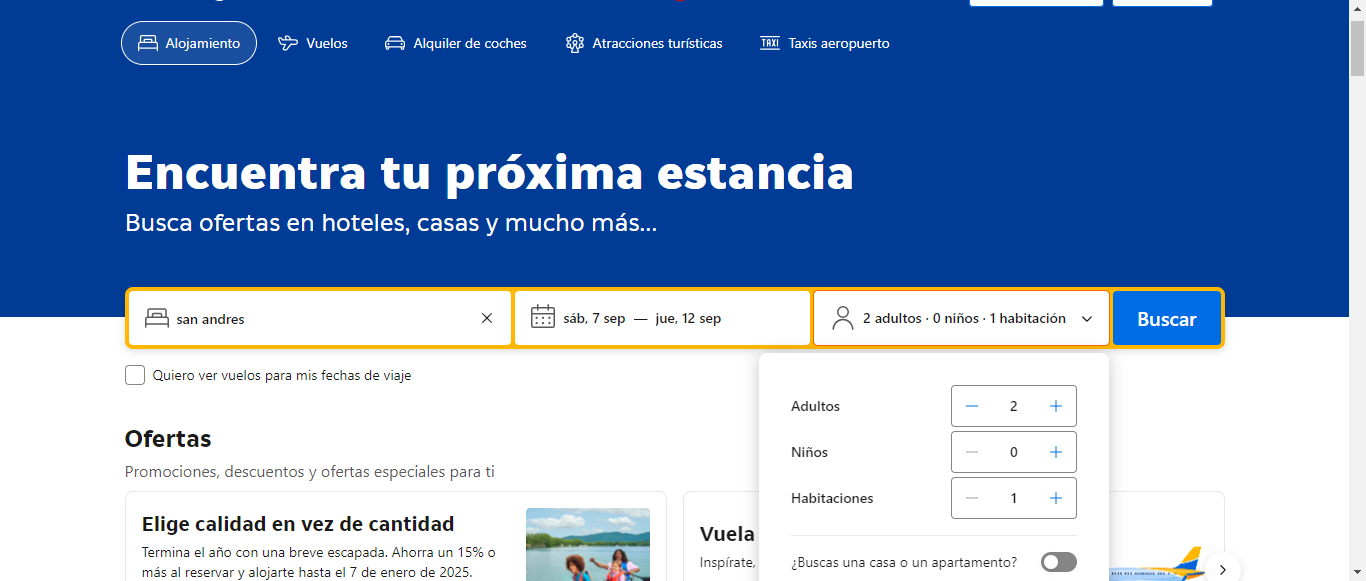 Alojamiento
Vuelos
Alquiler de coches
Atracciones turísticas
TAXI
Taxis aeropuerto
Encuentra tu próxima estancia
Busca ofertas en hoteles, casas y mucho más...
san andres
sáb, 7 sep — jue, 12 sep
2 adultos · 0 niños · 1 habitación
Buscar
Quiero ver vuelos para mis fechas de viaje
Adultos
2
Niños
0
Habitaciones
1
¿Buscas una casa o un apartamento?
Ofertas
Promociones, descuentos y ofertas especiales para ti
Elige calidad en vez de cantidad
Termina el año con una breve escapada. Ahorra un 15% o
más al reservar y alojarte hasta el 7 de enero de 2025.
Vuela
Inspírate,